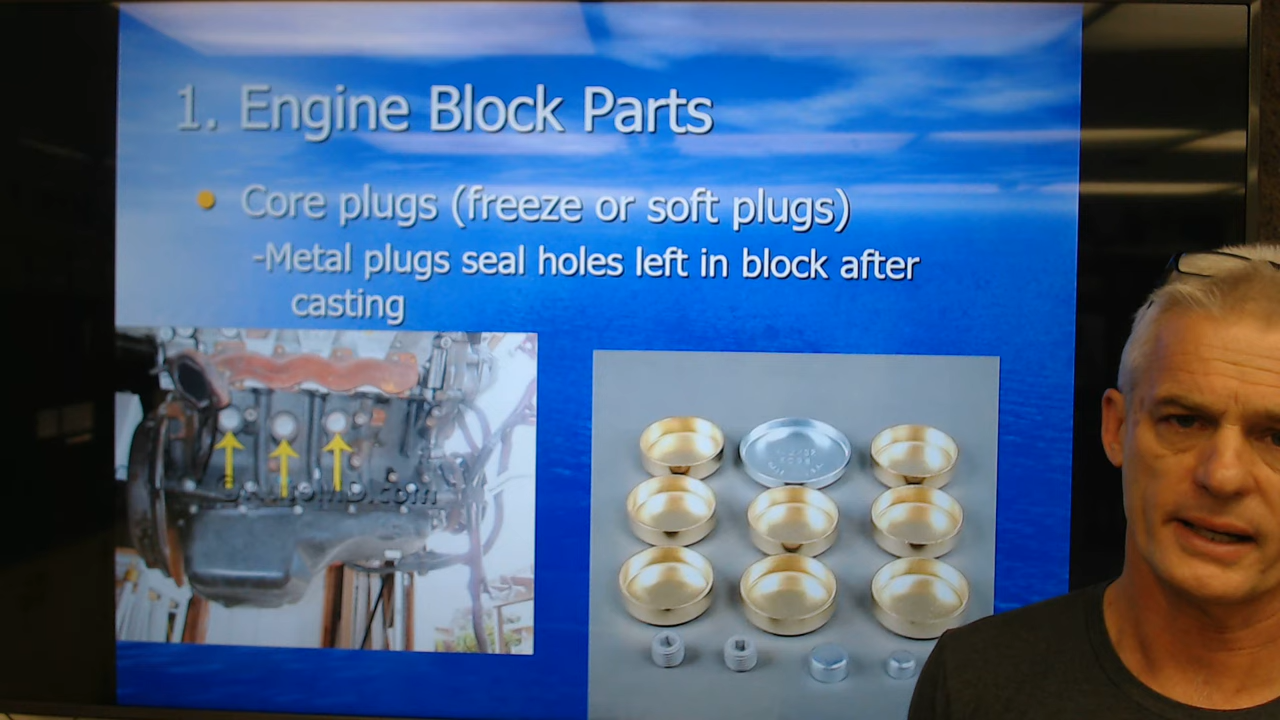 1. Engine Block Parts
Core plugs (freeze or soft plugs)
-Metal plugs seal holes left in block after
casting